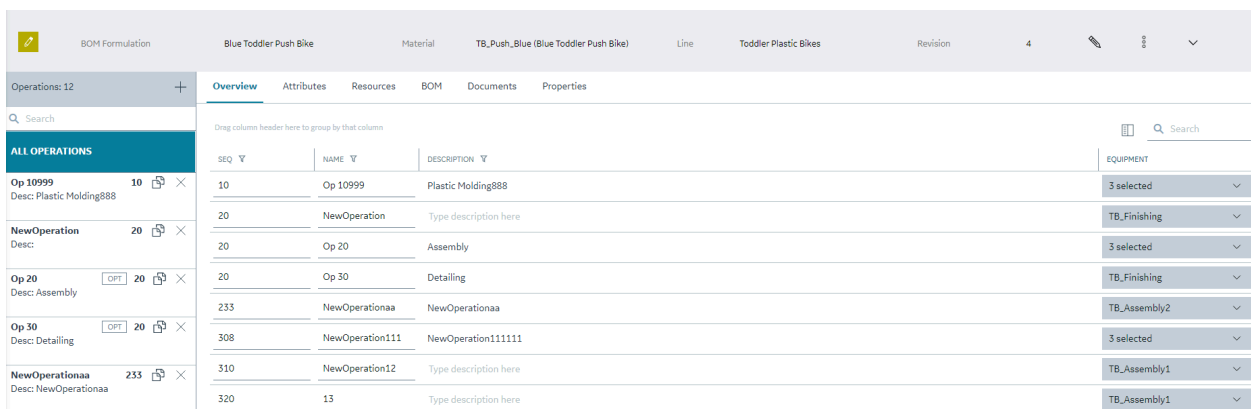 BOM Formulation Blue Toddler Push Bike Material TB_Push_Blue (Blue Toddler Push Bike) Line Toddler Plastic Bikes Revision 4
Operations: 12
Search
ALL OPERATIONS
Op 10999 10
Desc: Plastic Molding888
NewOperation 20
Desc:
Op 20 OPT 20
Desc: Assembly
Op 30 OPT 20
Desc: Detailing
NewOperationaa 233
Desc: NewOperationaa
Overview Attributes Resources BOM Documents Properties
Drag column header here to group by that column
Search
SEQ NAME DESCRIPTION EQUIPMENT
10 Op 10999 Plastic Molding888 3 selected
20 NewOperation Type description here TB_Finishing
20 Op 20 Assembly 3 selected
20 Op 30 Detailing TB_Finishing
233 NewOperationaa NewOperationaa TB_Assembly2
308 NewOperation111 NewOperation111111 3 selected
310 NewOperation12 Type description here TB_Assembly1
320 13 Type description here TB_Assembly1